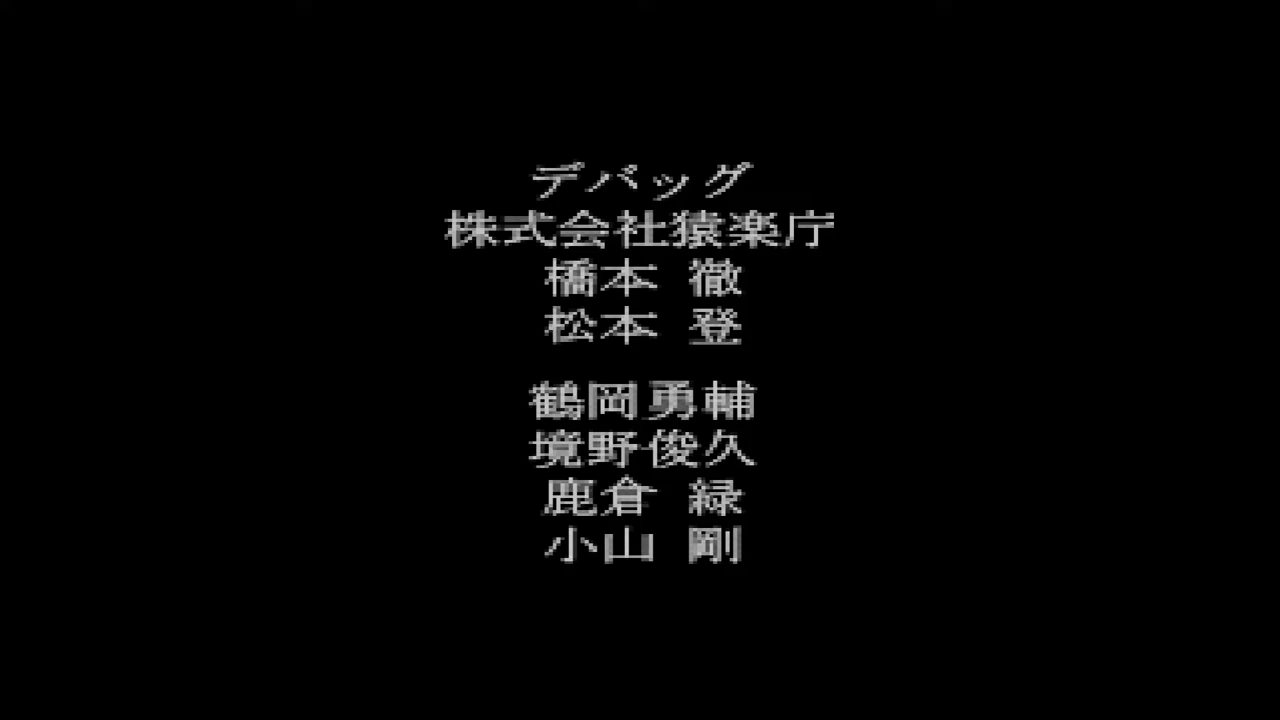 デバッグ
株式会社猿楽庁
橋本 徹
松本 登
鶴岡勇輔
境野俊久
鹿倉 緑
小山 剛